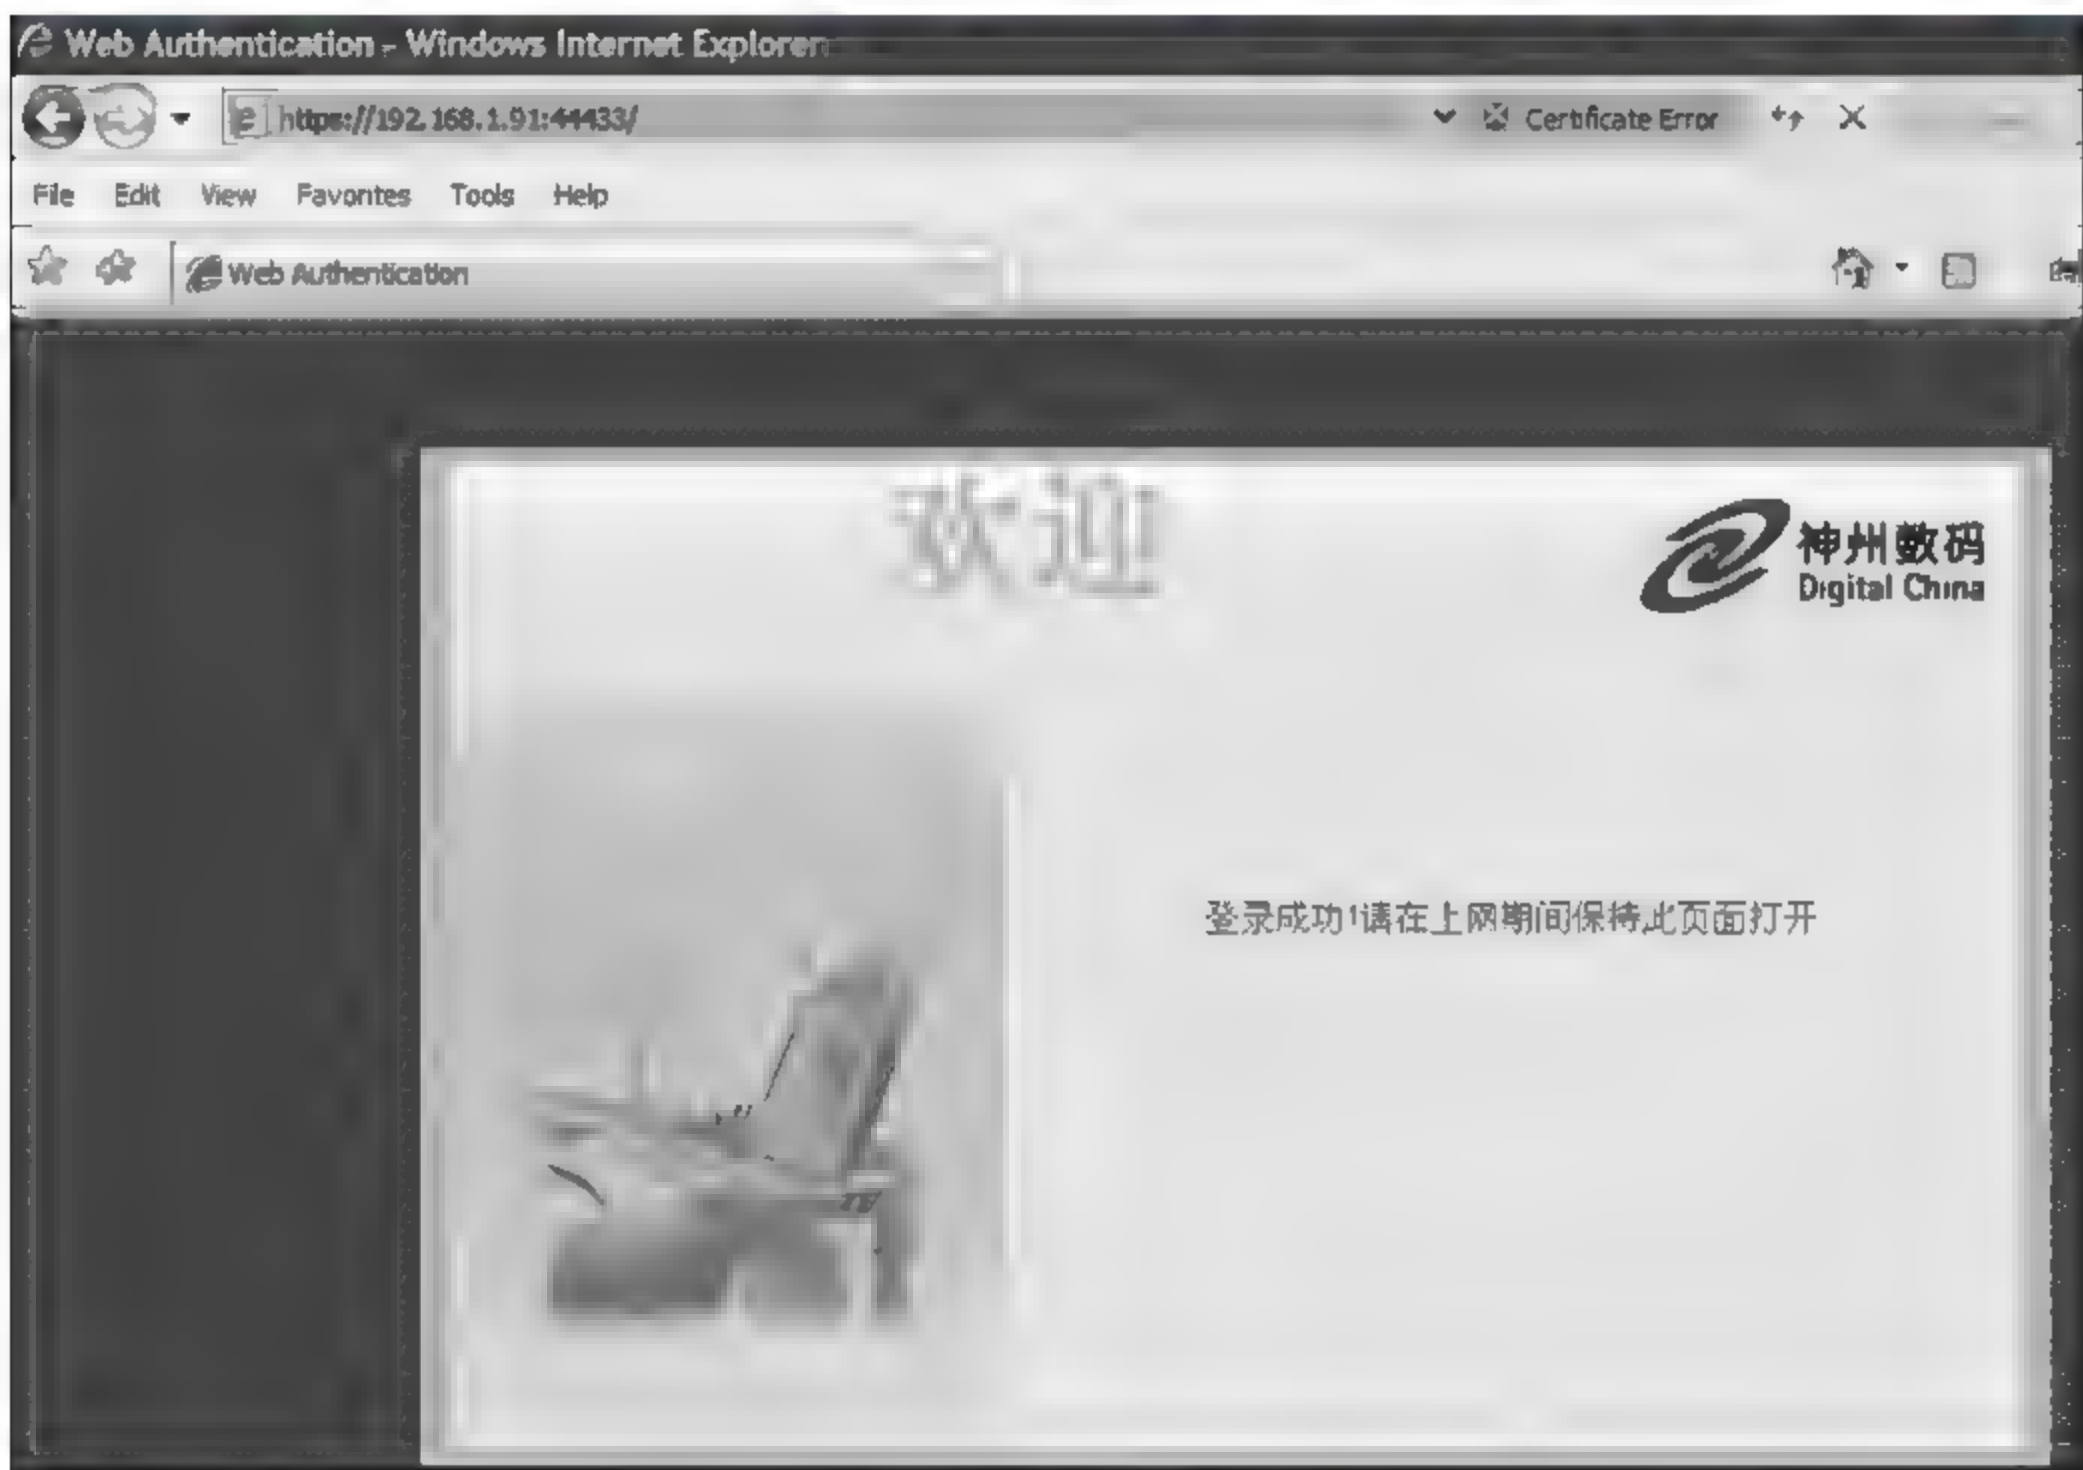 Web Authentication - Windows Internet Explorer
https://192.168.1.91:44433/
Certificate Error
File Edit View Favorites Tools Help
Web Authentication
欢迎
神州数码
Digital China
登录成功!请在上网期间保持此页面打开